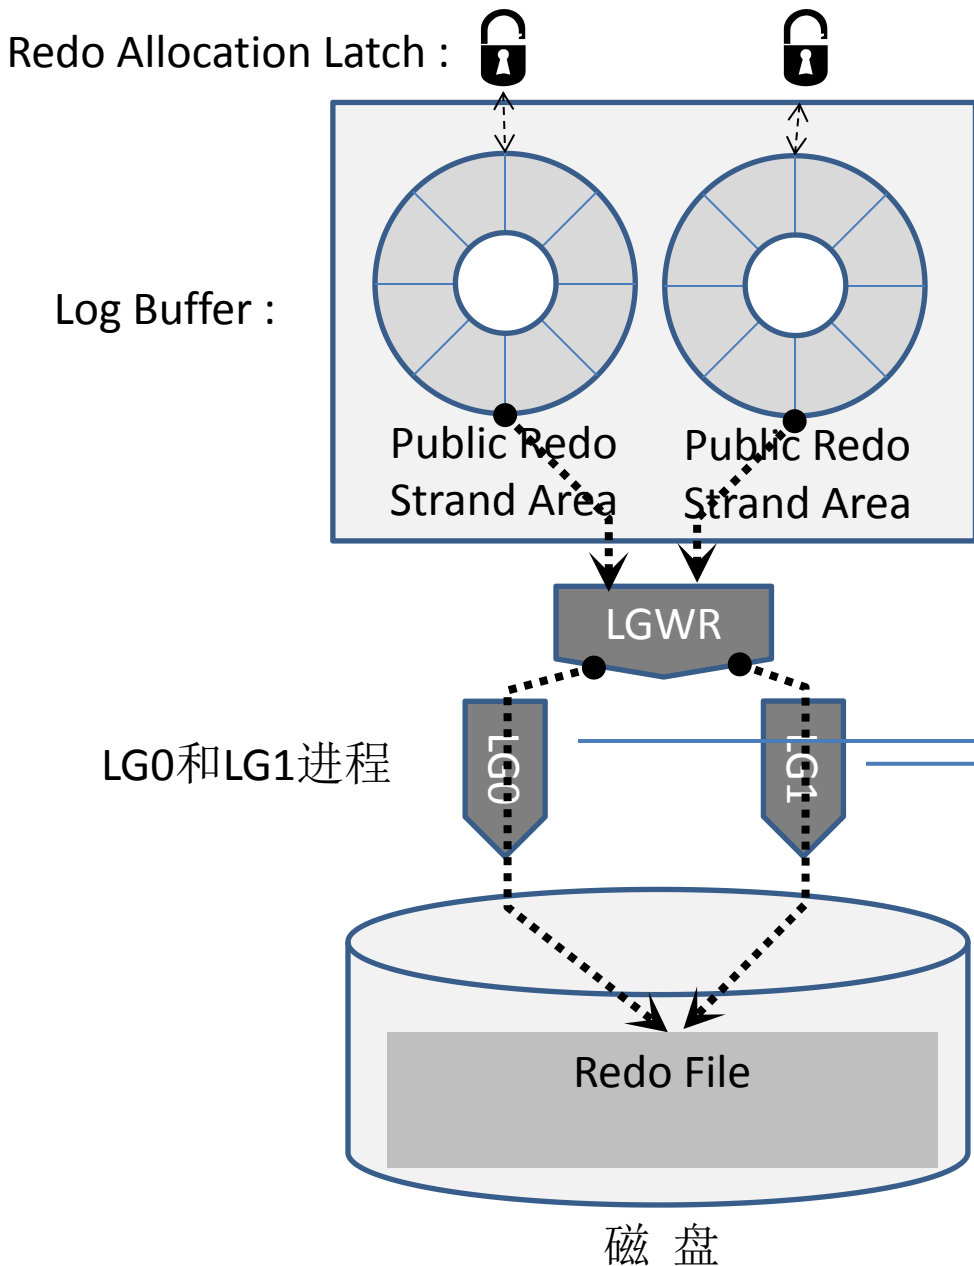 Redo Allocation Latch :
Log Buffer :
Public Redo
Strand Area
Public Redo
Strand Area
LGWR
LG0和LG1进程
LG0
LG1
Redo File
磁 盘